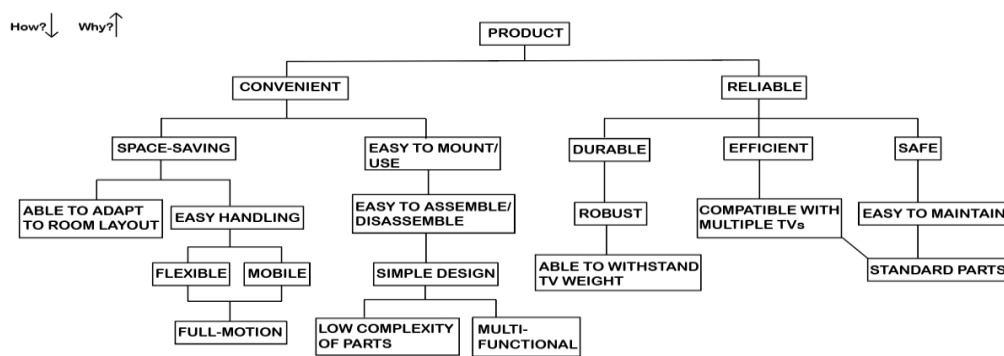 How? Why?
PRODUCT
CONVENIENT
RELIABLE
SPACE-SAVING
EASY TO MOUNT/
USE
DURABLE
EFFICIENT
SAFE
ABLE TO ADAPT
TO ROOM LAYOUT
EASY HANDLING
EASY TO ASSEMBLE/
DISASSEMBLE
ROBUST
COMPATIBLE WITH
MULTIPLE TVs
EASY TO MAINTAIN
FLEXIBLE
MOBILE
SIMPLE DESIGN
ABLE TO WITHSTAND
TV WEIGHT
STANDARD PARTS
FULL-MOTION
LOW COMPLEXITY
OF PARTS
MULTI-
FUNCTIONAL